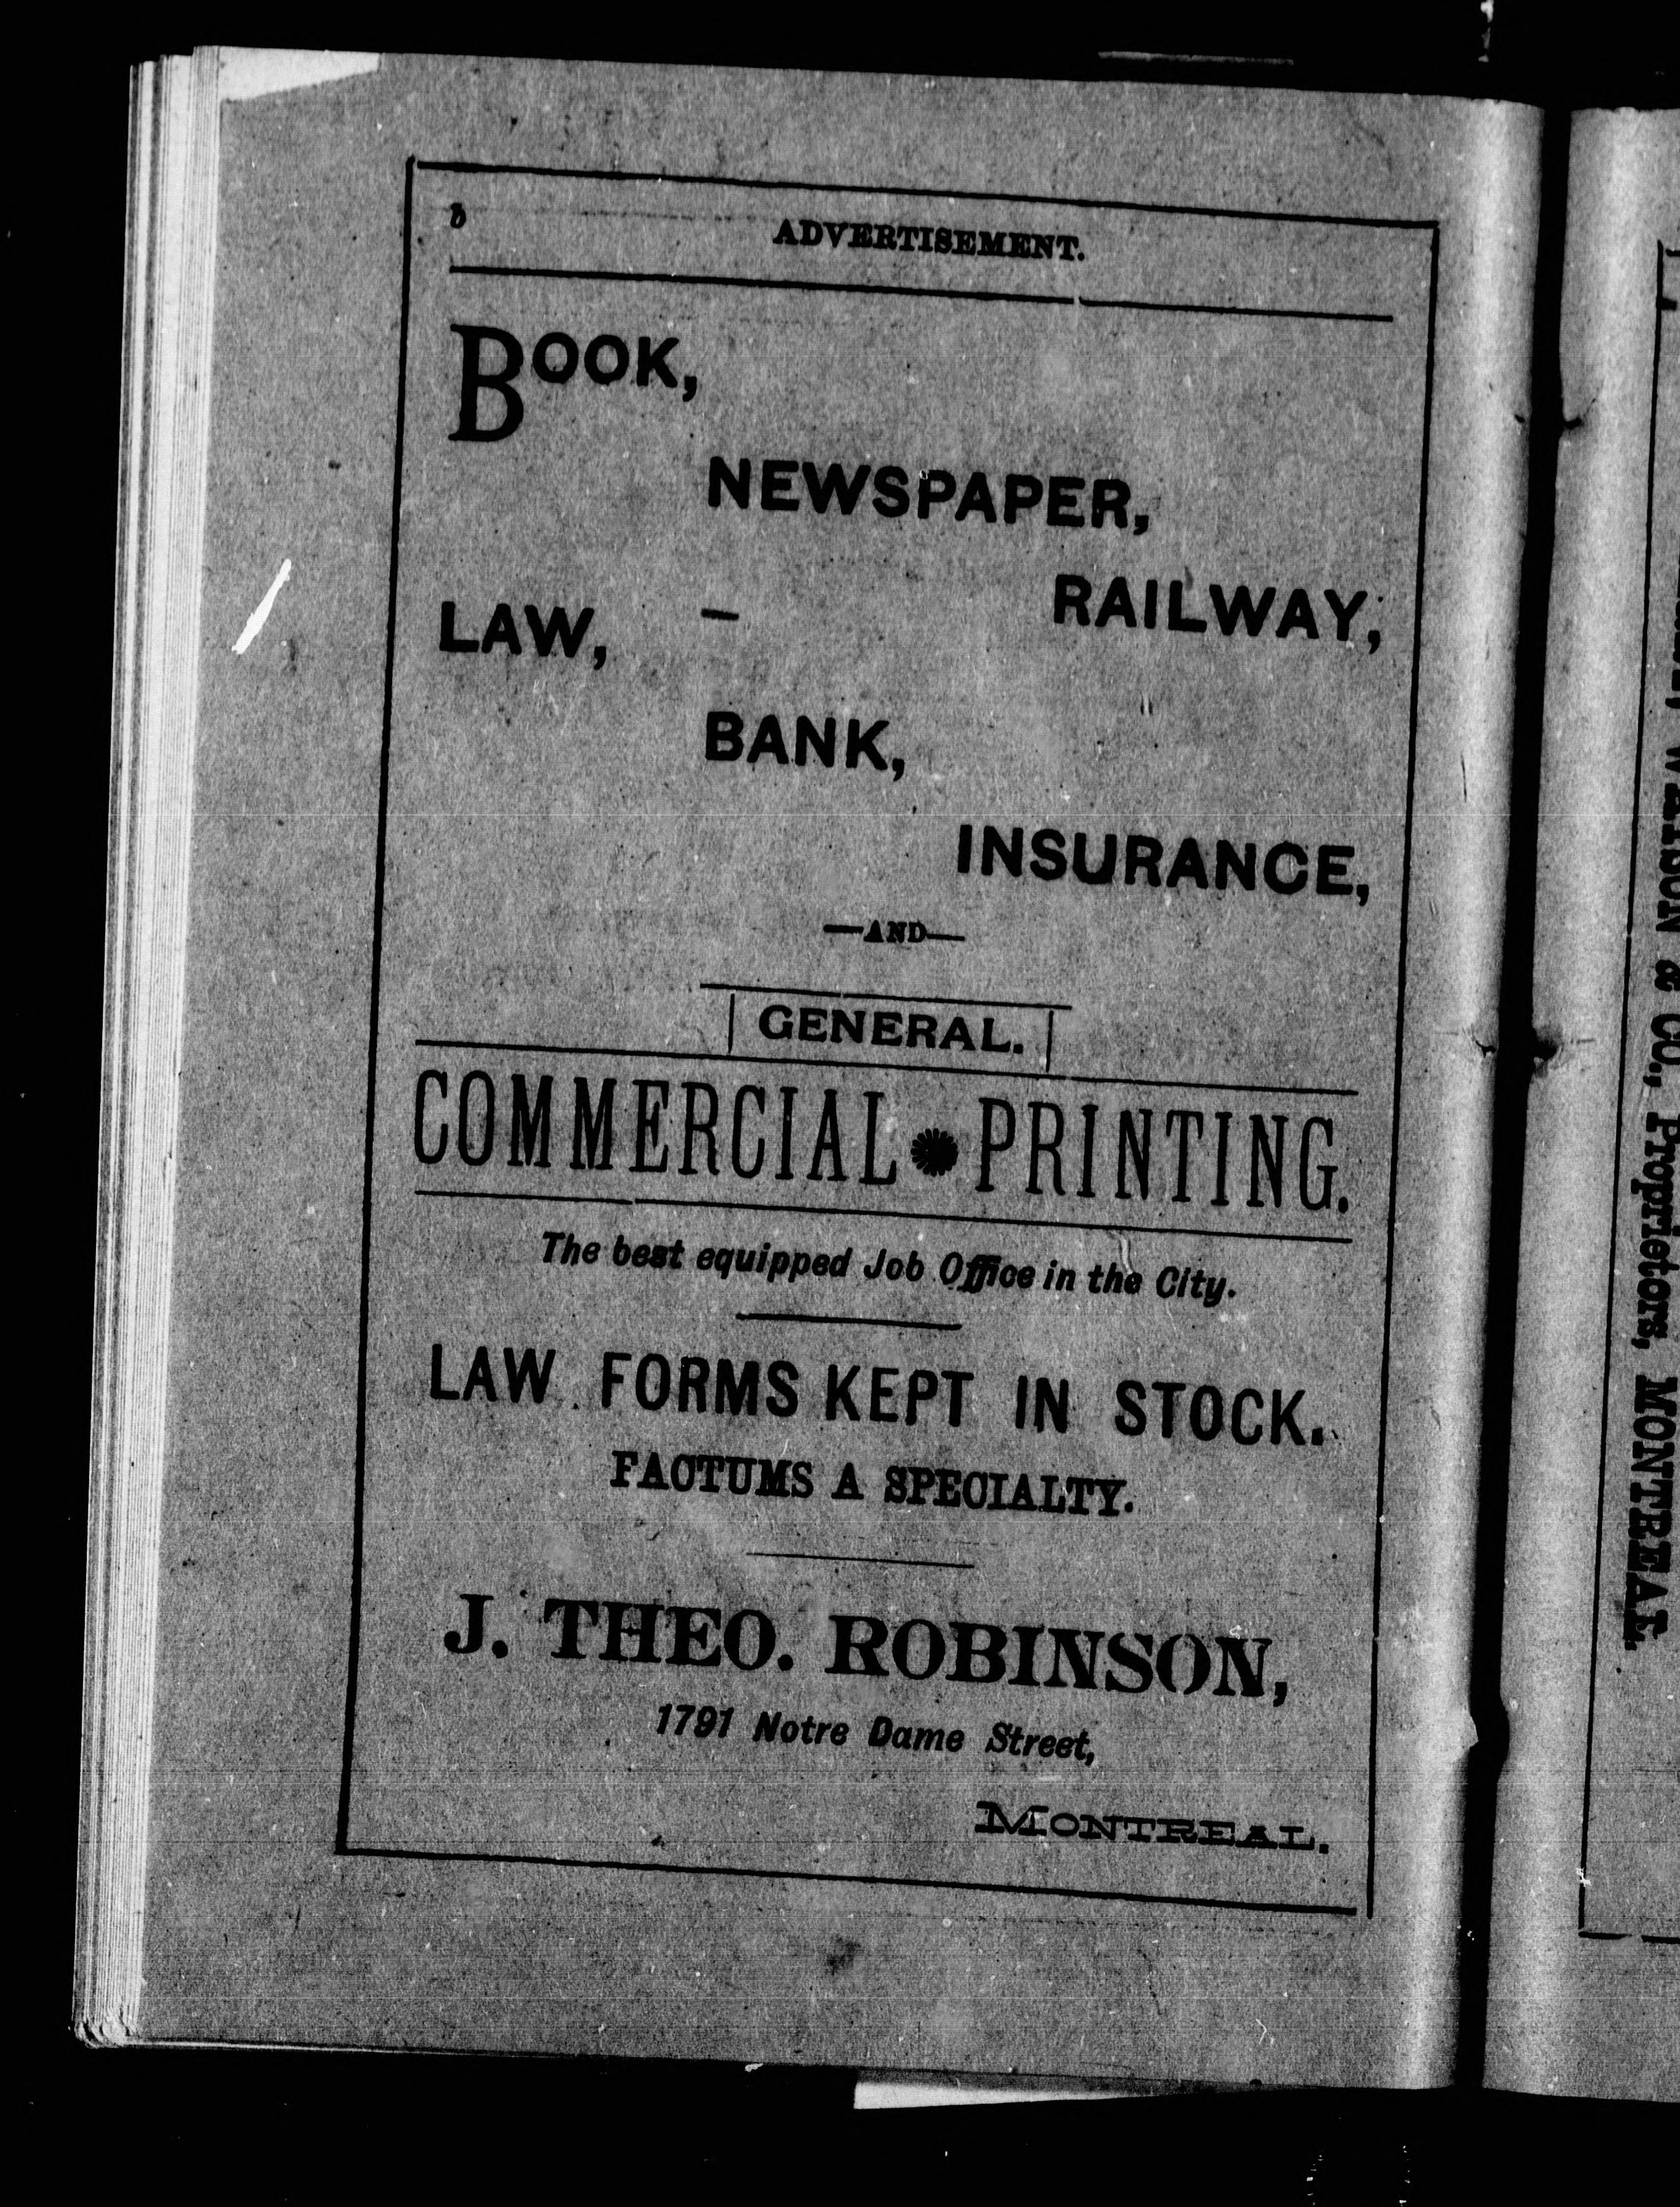 ADVERTISEMENT.
BOOK,
NEWSPAPER,
RAILWAY,
LAW, –
BANK,
INSURANCE,
—AND—
GENERAL.
COMMERCIAL PRINTING.
The best equipped Job Office in the City.
LAW FORMS KEPT IN STOCK.
FACTUMS A SPECIALTY.
J. THEO. ROBINSON,
1791 Notre Dame Street,
MONTREAL.
& CO., Proprietors, MONTREAL.